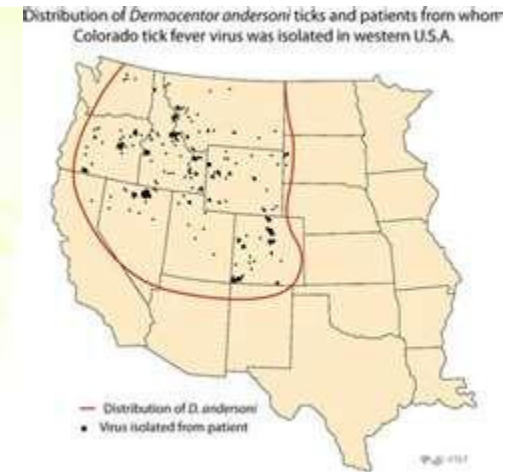 Distribution of Dermacentor andersoni ticks and patients from whom
Colorado tick fever virus was isolated in western U.S.A.
Distribution of D. andersoni
Virus isolated from patient